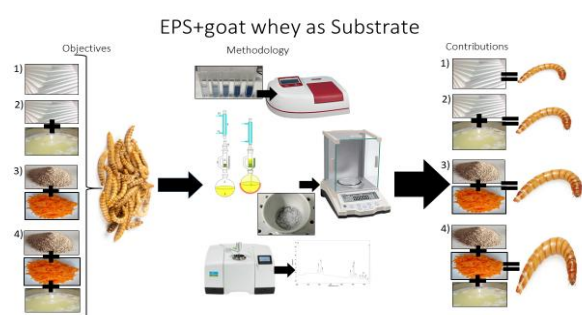 EPS+goat whey as Substrate
Objectives
Methodology
Contributions
1)
2)
3)
4)
1)
2)
3)
4)